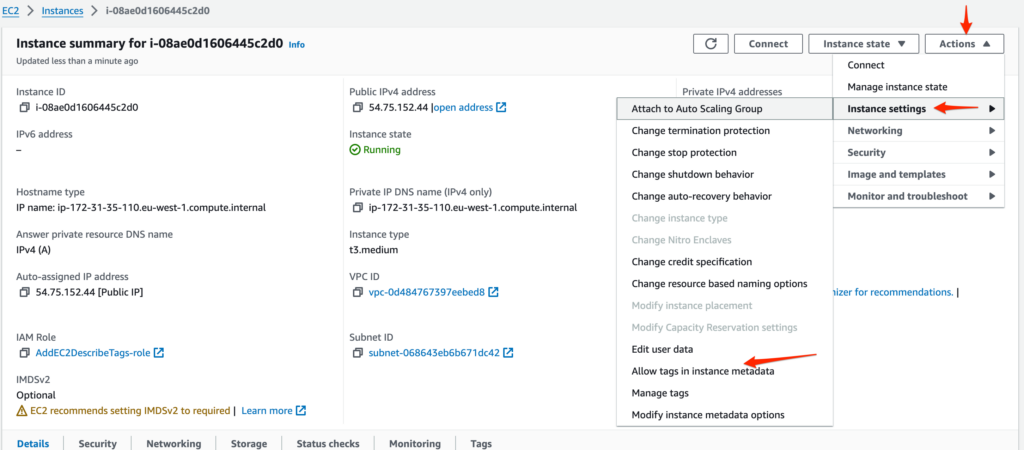 EC2 > Instances > i-08ae0d1606445c2d0
Instance summary for i-08ae0d1606445c2d0 Info
Updated less than a minute ago
Connect
Instance state ▼
Actions ▲
Connect
Manage instance state
Instance settings ▶
Networking ▶
Security ▶
Image and templates ▶
Monitor and troubleshoot ▶
Attach to Auto Scaling Group
Change termination protection
Change stop protection
Change shutdown behavior
Change auto-recovery behavior
Change instance type
Change Nitro Enclaves
Change credit specification
Change resource based naming options
Modify instance placement
Modify Capacity Reservation settings
Edit user data
Allow tags in instance metadata
Manage tags
Modify instance metadata options
Instance ID
i-08ae0d1606445c2d0
Public IPv4 address
54.75.152.44 |open address
Private IPv4 addresses
IPv6 address
–
Instance state
Running
Hostname type
IP name: ip-172-31-35-110.eu-west-1.compute.internal
Private IP DNS name (IPv4 only)
ip-172-31-35-110.eu-west-1.compute.internal
Answer private resource DNS name
IPv4 (A)
Instance type
t3.medium
Auto-assigned IP address
54.75.152.44 [Public IP]
VPC ID
vpc-0d484767397eebed8
nizer for recommendations. |
IAM Role
AddEC2DescribeTags-role
Subnet ID
subnet-068643eb6b671dc42
IMDSv2
Optional
EC2 recommends setting IMDSv2 to required | Learn more
Details
Security
Networking
Storage
Status checks
Monitoring
Tags